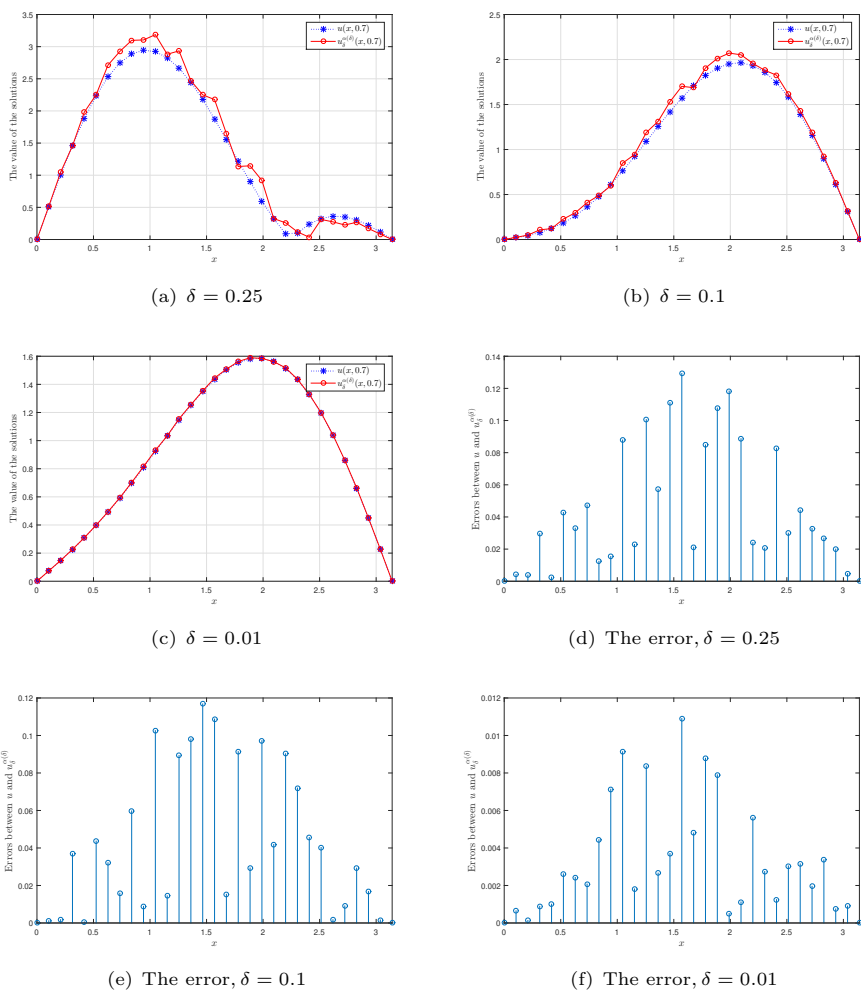 3.5
3
2.5
2
1.5
1
0.5
0
0 0.5 1 1.5 2 2.5 3
x
The value of the solutions
u(x, 0.7)
u_δ^{α(δ)}(x, 0.7)
(a) δ = 0.25
2.5
2
1.5
1
0.5
0
0 0.5 1 1.5 2 2.5 3
x
The value of the solutions
u(x, 0.7)
u_δ^{α(δ)}(x, 0.7)
(b) δ = 0.1
1.6
1.4
1.2
1
0.8
0.6
0.4
0.2
0
0 0.5 1 1.5 2 2.5 3
x
The value of the solutions
u(x, 0.7)
u_δ^{α(δ)}(x, 0.7)
(c) δ = 0.01
0.14
0.12
0.1
0.08
0.06
0.04
0.02
0
0 0.5 1 1.5 2 2.5 3
x
Errors between u and u_δ^{α(δ)}
(d) The error, δ = 0.25
0.12
0.1
0.08
0.06
0.04
0.02
0
0 0.5 1 1.5 2 2.5 3
x
Errors between u and u_δ^{α(δ)}
(e) The error, δ = 0.1
0.012
0.01
0.008
0.006
0.004
0.002
0
0 0.5 1 1.5 2 2.5 3
x
Errors between u and u_δ^{α(δ)}
(f) The error, δ = 0.01